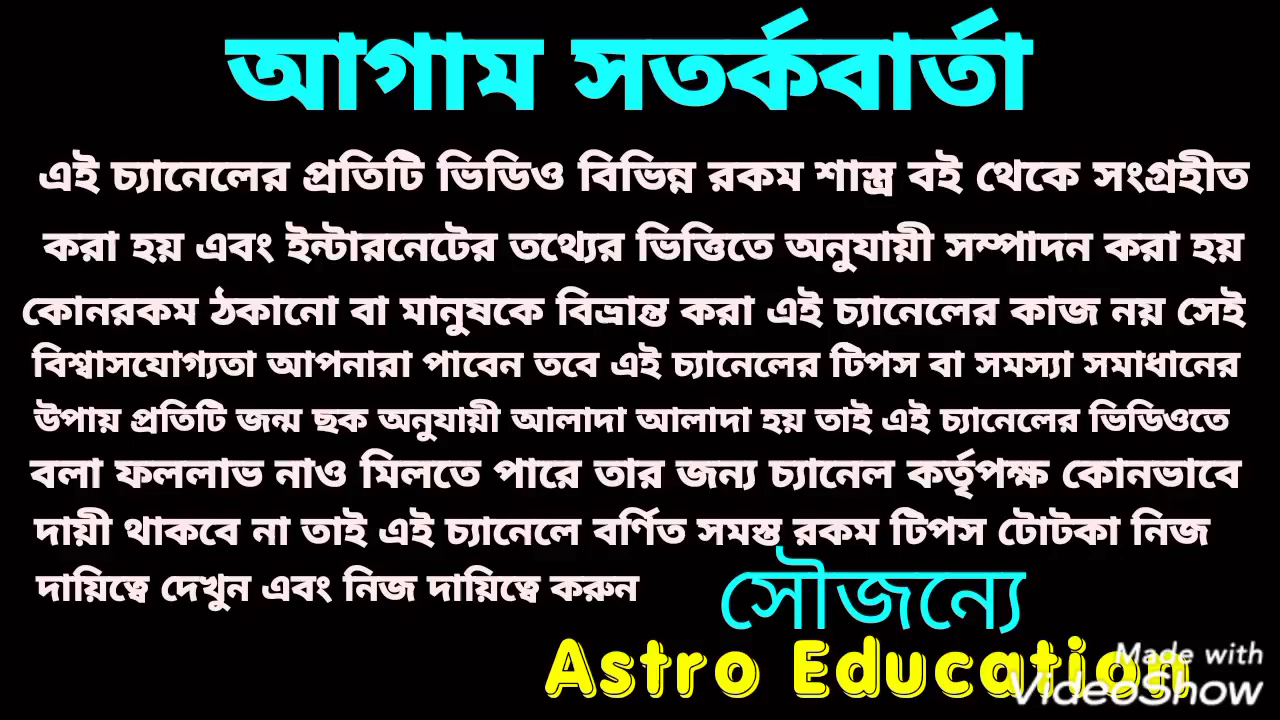 আগাম সতর্কবার্তা
এই চ্যানেলের প্রতিটি ভিডিও বিভিন্ন রকম শাস্ত্র বই থেকে সংগ্রহীত
করা হয় এবং ইন্টারনেটের তথ্যের ভিত্তিতে অনুযায়ী সম্পাদন করা হয়
কোনরকম ঠকানো বা মানুষকে বিভ্রান্ত করা এই চ্যানেলের কাজ নয় সেই
বিশ্বাসযোগ্যতা আপনারা পাবেন তবে এই চ্যানেলের টিপস বা সমস্যা সমাধানের
উপায় প্রতিটি জন্ম ছক অনুযায়ী আলাদা আলাদা হয় তাই এই চ্যানেলের ভিডিওতে
বলা ফললাভ নাও মিলতে পারে তার জন্য চ্যানেল কর্তৃপক্ষ কোনভাবে
দায়ী থাকবে না তাই এই চ্যানেলে বর্ণিত সমস্ত রকম টিপস টোটকা নিজ
দায়িত্বে দেখুন এবং নিজ দায়িত্বে করুন
সৌজন্যে
Astro Education
Made with
VideoShow